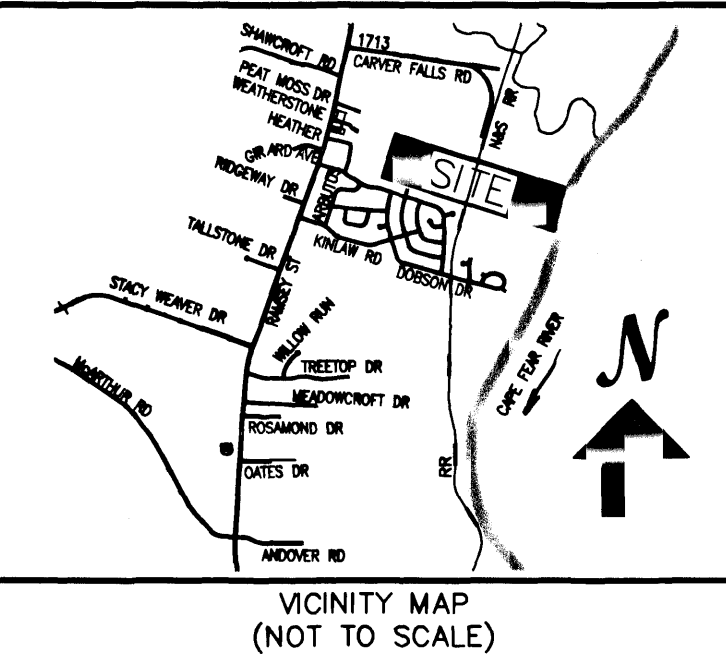 SHAWCROFT RD
1713
CARVER FALLS RD
PEAT MOSS DR
WEATHERSTONE
HEATHER
N&S RR
GIRARD AVE
SITE
RIDGEWAY DR
ARBUTUS
TALLSTONE DR
KINLAW RD
DOBSON DR
RAMSEY ST
STACY WEAVER DR
WILLOW RUN
CAPE FEAR RIVER
N
TREETOP DR
McARTHUR RD
MEADOWCROFT DR
ROSAMOND DR
OATES DR
RR
ANDOVER RD
VICINITY MAP
(NOT TO SCALE)